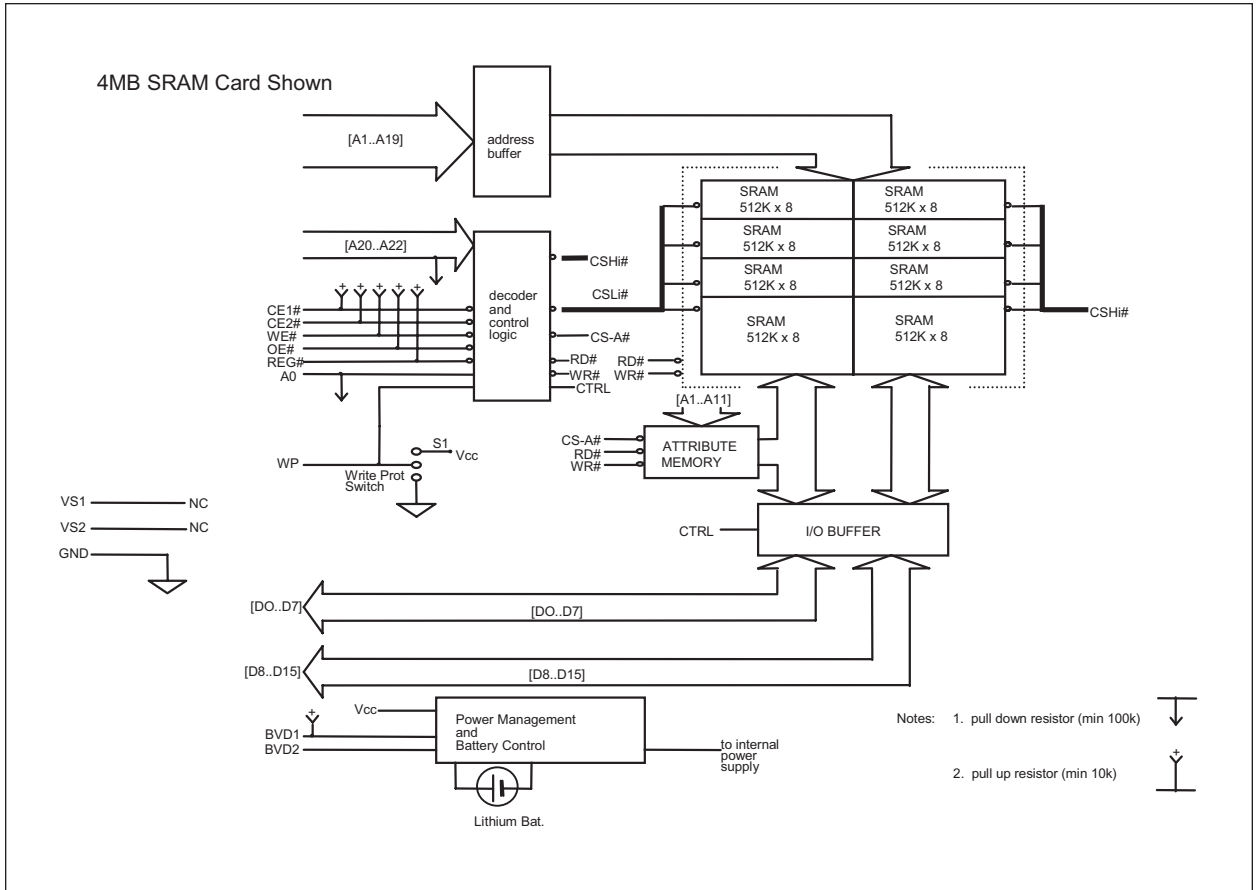 4MB SRAM Card Shown
[A1..A19]
address
buffer
SRAM
512K x 8
SRAM
512K x 8
SRAM
512K x 8
SRAM
512K x 8
SRAM
512K x 8
SRAM
512K x 8
SRAM
512K x 8
SRAM
512K x 8
[A20..A22]
CSHi#
decoder
and
control
logic
CSLi#
CSHi#
+ + + + +
CE1#
CE2#
WE#
OE#
REG#
A0
CS-A#
RD#
WR#
CTRL
RD#
WR#
[A1..A11]
CS-A#
RD#
WR#
ATTRIBUTE
MEMORY
WP
S1
Vcc
Write Prot
Switch
VS1
NC
VS2
NC
GND
CTRL
I/O BUFFER
[DO..D7]
[DO..D7]
[D8..D15]
[D8..D15]
Vcc
+
BVD1
BVD2
Power Management
and
Battery Control
to internal
power
supply
Lithium Bat.
Notes: 1. pull down resistor (min 100k)
+
2. pull up resistor (min 10k)